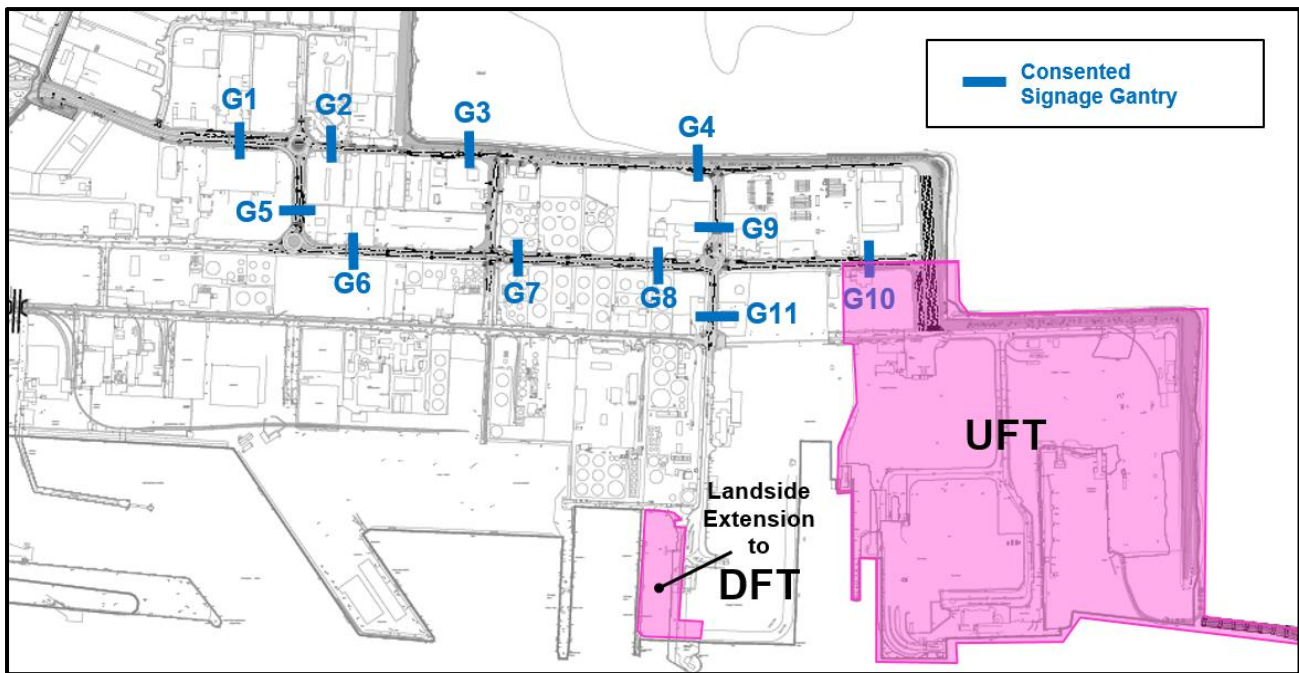 Consented
Signage Gantry
G1
G2
G3
G4
G5
G9
G6
G7
G8
G10
G11
UFT
Landside
Extension
to
DFT